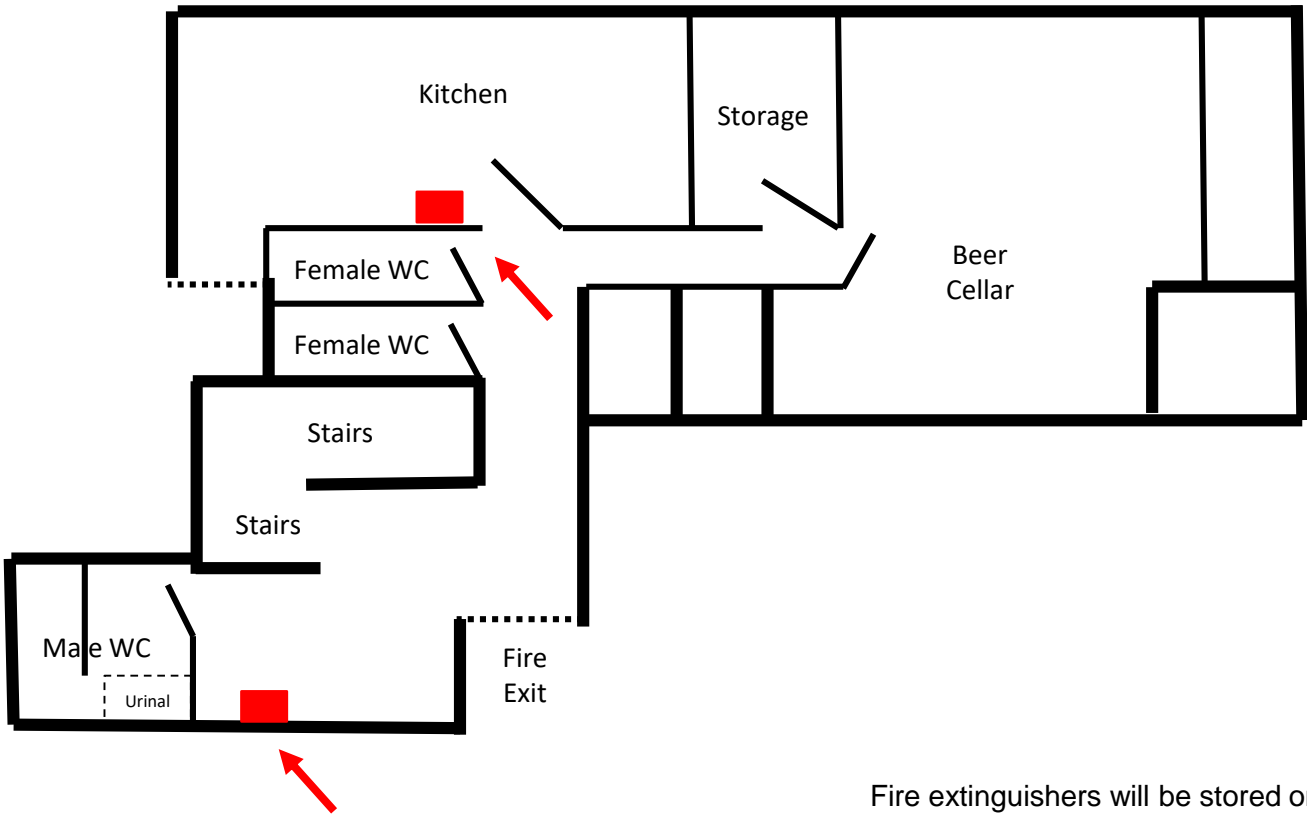 Kitchen
Storage
Female WC
Beer
Cellar
Female WC
Stairs
Stairs
Male WC
Fire
Exit
Urinal
Fire extinguishers will be stored